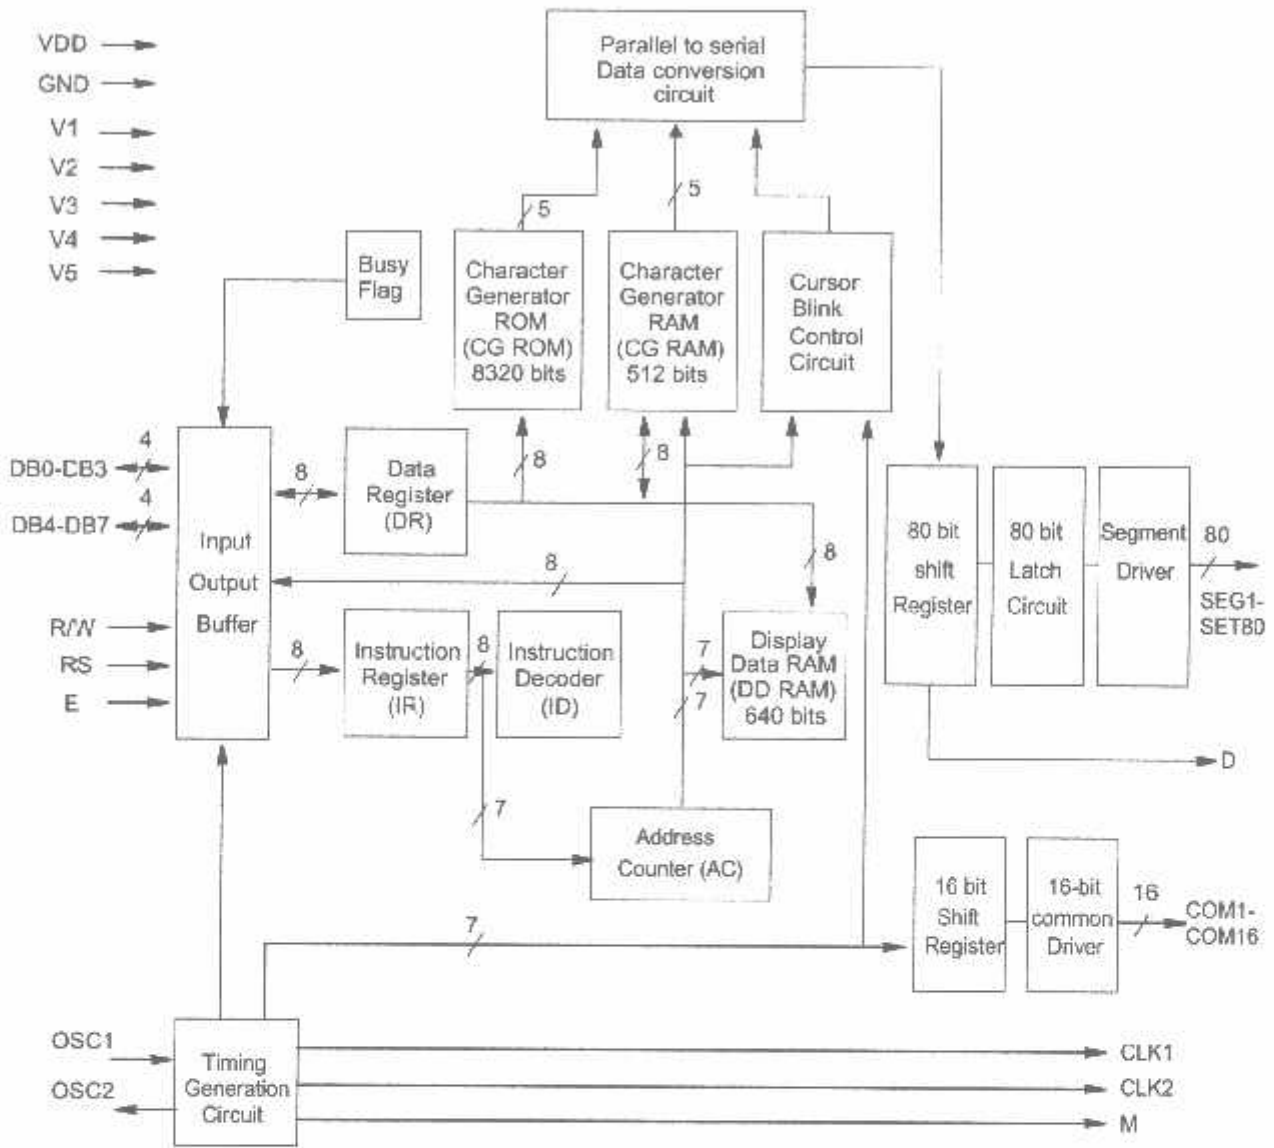 VDD
GND
V1
V2
V3
V4
V5
Parallel to serial
Data conversion
circuit
5
5
Busy
Flag
Character
Generator
ROM
(CG ROM)
8320 bits
Character
Generator
RAM
(CG RAM)
512 bits
Cursor
Blink
Control
Circuit
DB0-DB3
4
DB4-DB7
4
8
Data
Register
(DR)
8
8
8
Input
Output
Buffer
8
R/W
RS
E
8
Instruction
Register
(IR)
8
Instruction
Decoder
(ID)
7
7
Display
Data RAM
(DD RAM)
640 bits
80 bit
shift
Register
80 bit
Latch
Circuit
Segment
Driver
80
SEG1-
SET80
D
7
Address
Counter (AC)
7
16 bit
Shift
Register
16-bit
common
Driver
16
COM1-
COM16
OSC1
OSC2
Timing
Generation
Circuit
CLK1
CLK2
M